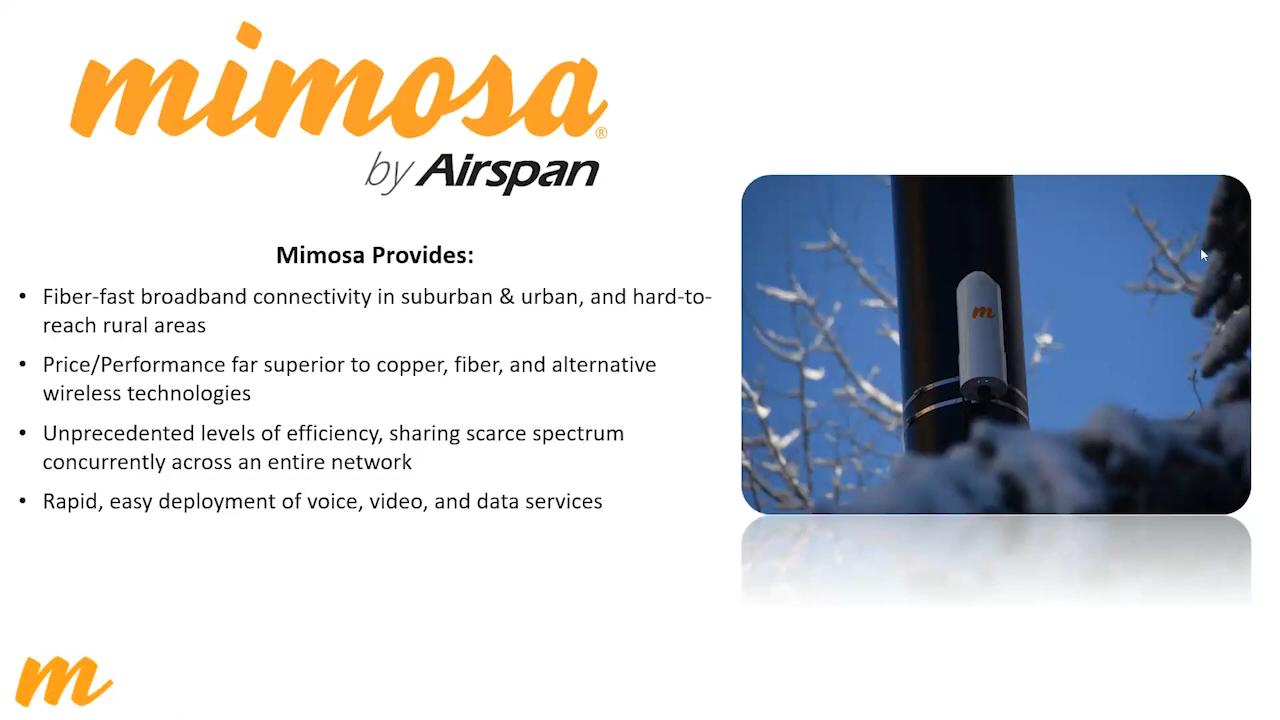 mimosa®
by Airspan
Mimosa Provides:
• Fiber-fast broadband connectivity in suburban & urban, and hard-to-
reach rural areas
• Price/Performance far superior to copper, fiber, and alternative
wireless technologies
• Unprecedented levels of efficiency, sharing scarce spectrum
concurrently across an entire network
• Rapid, easy deployment of voice, video, and data services
m
m